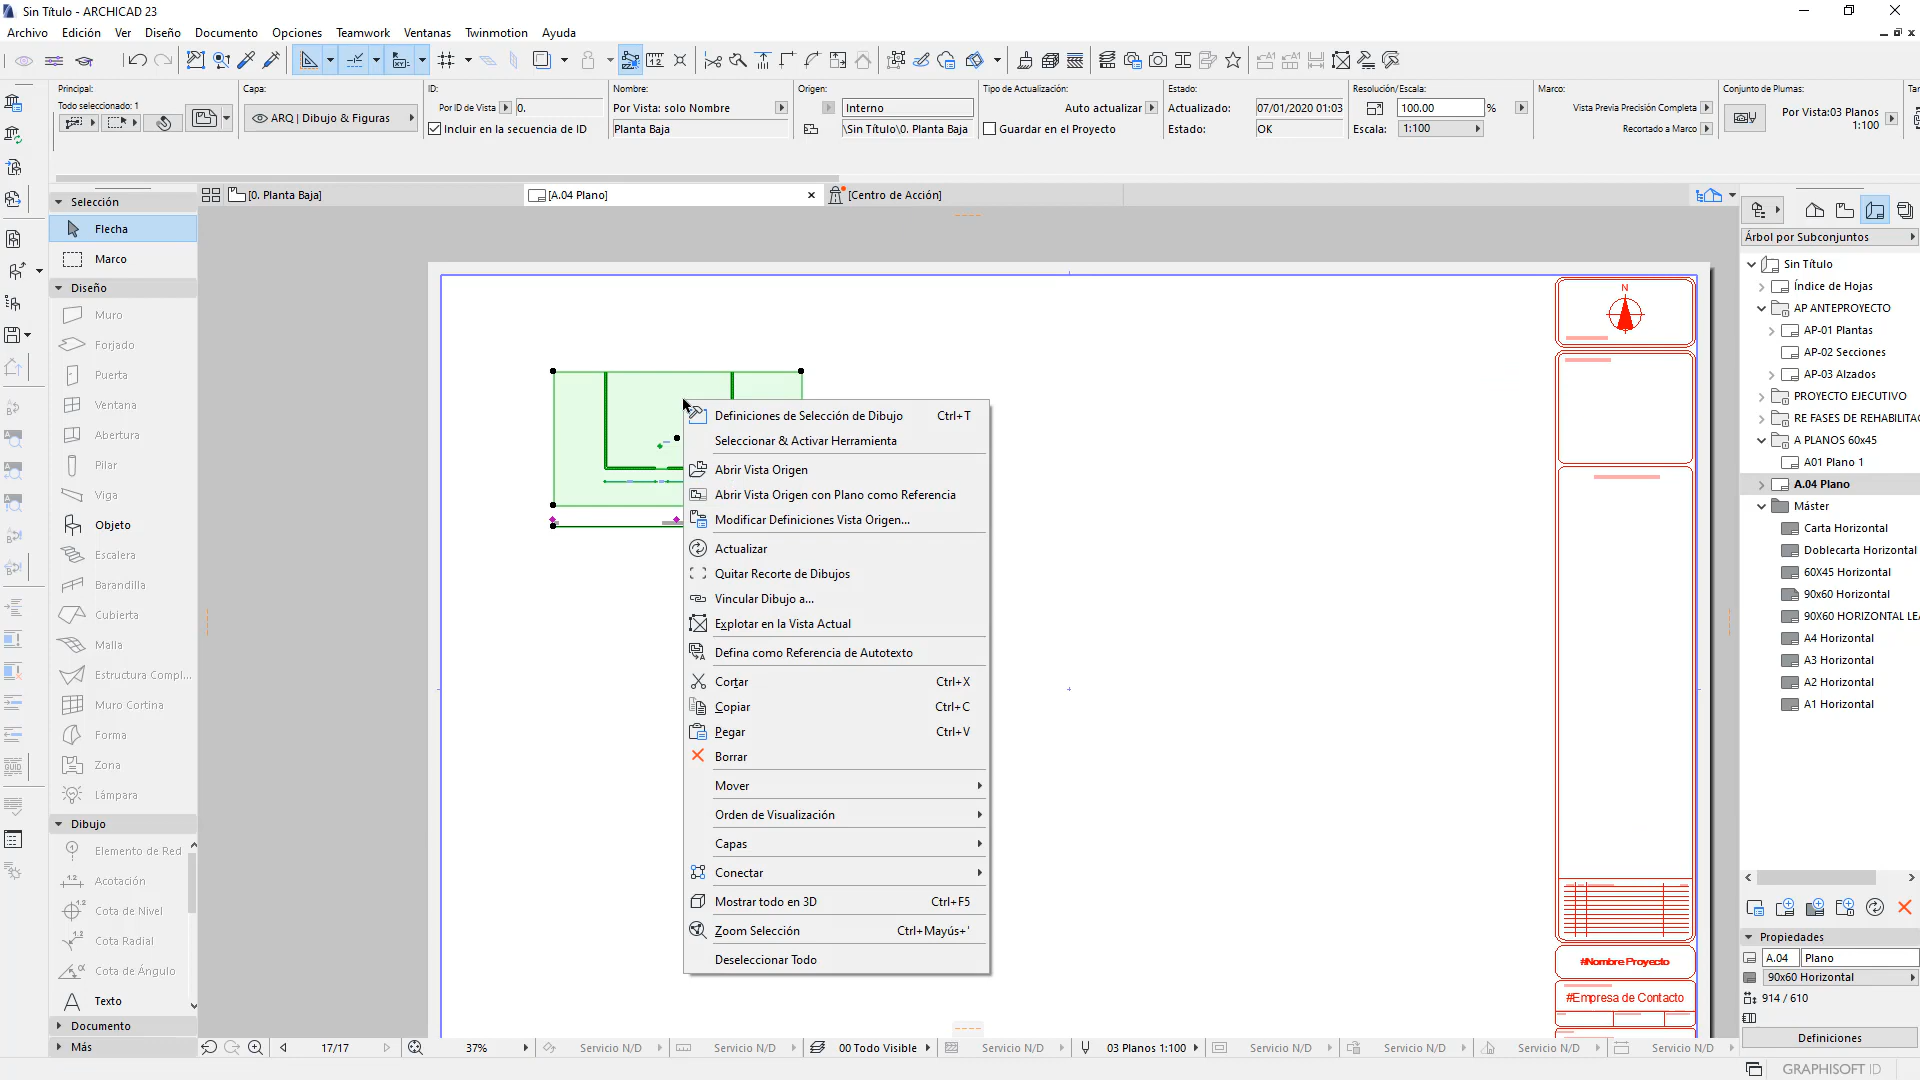 Sin Título - ARCHICAD 23
Archivo Edición Ver Diseño Documento Opciones Teamwork Ventanas Twinmotion Ayuda
Principal: Capa: ID: Nombre: Origen: Tipo de Actualización: Estado: Resolución/Escala: Marco: Conjunto de Plumas: Tar
Todo seleccionado: 1
ARQ | Dibujo & Figuras
Por ID de Vista 0.
Incluir en la secuencia de ID
Por Vista: solo Nombre
Planta Baja
Interno
\Sin Título\0. Planta Baja
Auto actualizar
Guardar en el Proyecto
Actualizado: 07/01/2020 01:03
Estado: OK
100.00 %
Escala: 1:100
Vista Previa Precisión Completa
Recortado a Marco
Por Vista:03 Planos
1:100
[0. Planta Baja]
[A.04 Plano]
[Centro de Acción]
Selección
Flecha
Marco
Diseño
Muro
Forjado
Puerta
Ventana
Abertura
Pilar
Viga
Objeto
Escalera
Barandilla
Cubierta
Malla
Estructura Compl...
Muro Cortina
Forma
Zona
Lámpara
Dibujo
Elemento de Red
Acotación
Cota de Nivel
Cota Radial
Cota de Ángulo
Texto
Documento
Más
Definiciones de Selección de Dibujo Ctrl+T
Seleccionar & Activar Herramienta
Abrir Vista Origen
Abrir Vista Origen con Plano como Referencia
Modificar Definiciones Vista Origen...
Actualizar
Quitar Recorte de Dibujos
Vincular Dibujo a...
Explotar en la Vista Actual
Defina como Referencia de Autotexto
Cortar Ctrl+X
Copiar Ctrl+C
Pegar Ctrl+V
Borrar
Mover
Orden de Visualización
Capas
Conectar
Mostrar todo en 3D Ctrl+F5
Zoom Selección Ctrl+Mayús+'
Deseleccionar Todo
N
#Nombre Proyecto
#Empresa de Contacto
Árbol por Subconjuntos
Sin Título
Índice de Hojas
AP ANTEPROYECTO
AP-01 Plantas
AP-02 Secciones
AP-03 Alzados
PROYECTO EJECUTIVO
RE FASES DE REHABILITAC
A PLANOS 60x45
A01 Plano 1
A.04 Plano
Máster
Carta Horizontal
Doblecarta Horizontal
60X45 Horizontal
90x60 Horizontal
90X60 HORIZONTAL LEA
A4 Horizontal
A3 Horizontal
A2 Horizontal
A1 Horizontal
Propiedades
A.04 Plano
90x60 Horizontal
914 / 610
Definiciones
17/17 37% Servicio N/D Servicio N/D 00 Todo Visible Servicio N/D 03 Planos 1:100 Servicio N/D Servicio N/D Servicio N/D Servicio N/D
GRAPHISOFT ID